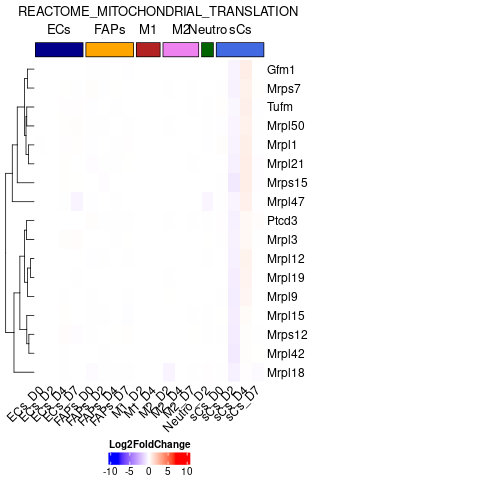 REACTOME_MITOCHONDRIAL_TRANSLATION
ECs FAPs M1 M2 Neutro sCs
Gfm1
Mrps7
Tufm
Mrpl50
Mrpl1
Mrpl21
Mrps15
Mrpl47
Ptcd3
Mrpl3
Mrpl12
Mrpl19
Mrpl9
Mrpl15
Mrps12
Mrpl42
Mrpl18
ECs_D0 ECs_D2 ECs_D4 ECs_D7 FAPs_D0 FAPs_D2 FAPs_D4 FAPs_D7 M1_D2 M1_D4 M2_D2 M2_D4 M2_D7 Neutro_D2 sCs_D0 sCs_D2 sCs_D4 sCs_D7
Log2FoldChange
-10 -5 0 5 10